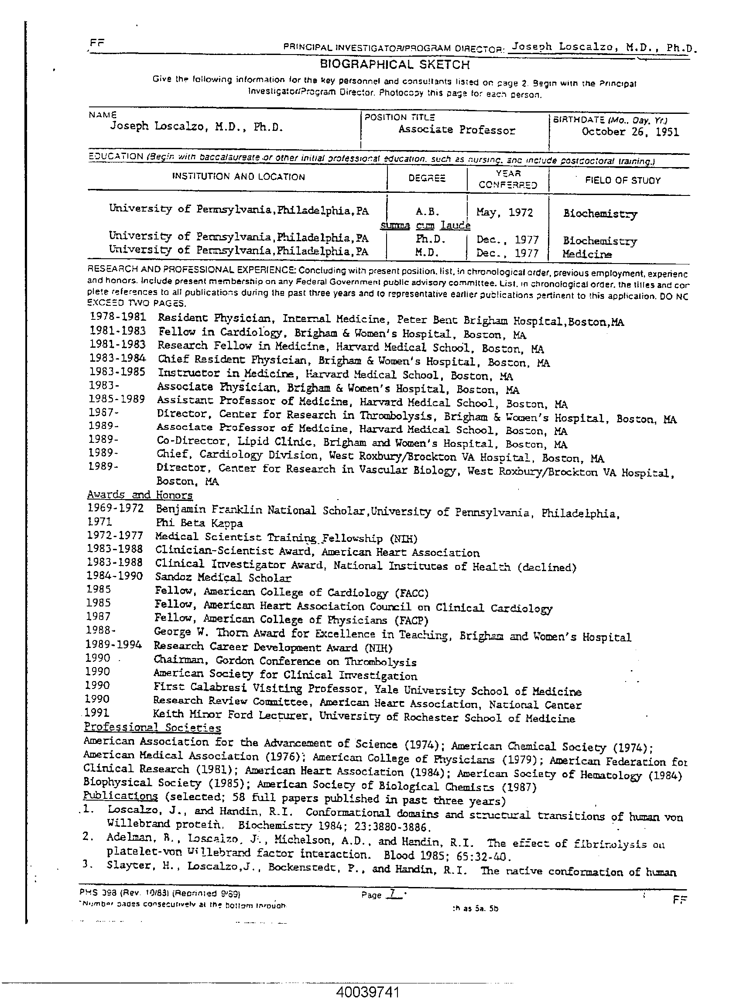 FF
PRINCIPAL INVESTIGATOR/PROGRAM DIRECTOR: Joseph Loscalzo, M.D., Ph.D.
BIOGRAPHICAL SKETCH
Give the following information for the key personnel and consultants listed on page 2. Begin with the Principal
Investigator/Program Director. Photocopy this page for each person.
NAME
Joseph Loscalzo, M.D., Ph.D.
POSITION TITLE
Associate Professor
BIRTHDATE (Mo., Day, Yr.)
October 26, 1951
EDUCATION (Begin with baccalaureate or other initial professional education, such as nursing, and include postdoctoral training.)
INSTITUTION AND LOCATION DEGREE YEAR CONFERRED FIELD OF STUDY
University of Pennsylvania,Philadelphia,PA A.B. May, 1972 Biochemistry
summa cum laude
University of Pennsylvania,Philadelphia,PA Ph.D. Dec., 1977 Biochemistry
University of Pennsylvania,Philadelphia,PA M.D. Dec., 1977 Medicine
RESEARCH AND PROFESSIONAL EXPERIENCE: Concluding with present position, list, in chronological order, previous employment, experienc
and honors. Include present membership on any Federal Government public advisory committee. List, in chronological order, the titles and cor
plete references to all publications during the past three years and to representative earlier publications pertinent to this application. DO NC
EXCEED TWO PAGES.
1978-1981 Resident Physician, Internal Medicine, Peter Bent Brigham Hospital,Boston,MA
1981-1983 Fellow in Cardiology, Brigham & Women's Hospital, Boston, MA
1981-1983 Research Fellow in Medicine, Harvard Medical School, Boston, MA
1983-1984 Chief Resident Physician, Brigham & Women's Hospital, Boston, MA
1983-1985 Instructor in Medicine, Harvard Medical School, Boston, MA
1983- Associate Physician, Brigham & Women's Hospital, Boston, MA
1985-1989 Assistant Professor of Medicine, Harvard Medical School, Boston, MA
1987- Director, Center for Research in Thrombolysis, Brigham & Women's Hospital, Boston, MA
1989- Associate Professor of Medicine, Harvard Medical School, Boston, MA
1989- Co-Director, Lipid Clinic, Brigham and Women's Hospital, Boston, MA
1989- Chief, Cardiology Division, West Roxbury/Brockton VA Hospital, Boston, MA
1989- Director, Center for Research in Vascular Biology, West Roxbury/Brockton VA Hospital,
Boston, MA
Awards and Honors
1969-1972 Benjamin Franklin National Scholar,University of Pennsylvania, Philadelphia,
1971 Phi Beta Kappa
1972-1977 Medical Scientist Training Fellowship (NIH)
1983-1988 Clinician-Scientist Award, American Heart Association
1983-1988 Clinical Investigator Award, National Institutes of Health (declined)
1984-1990 Sandoz Medical Scholar
1985 Fellow, American College of Cardiology (FACC)
1985 Fellow, American Heart Association Council on Clinical Cardiology
1987 Fellow, American College of Physicians (FACP)
1988- George W. Thorn Award for Excellence in Teaching, Brigham and Women's Hospital
1989-1994 Research Career Development Award (NIH)
1990 Chairman, Gordon Conference on Thrombolysis
1990 American Society for Clinical Investigation
1990 First Calabresi Visiting Professor, Yale University School of Medicine
1990 Research Review Committee, American Heart Association, National Center
1991 Keith Minor Ford Lecturer, University of Rochester School of Medicine
Professional Societies
American Association for the Advancement of Science (1974); American Chemical Society (1974);
American Medical Association (1976); American College of Physicians (1979); American Federation for
Clinical Research (1981); American Heart Association (1984); American Society of Hematology (1984)
Biophysical Society (1985); American Society of Biological Chemists (1987)
Publications (selected; 58 full papers published in past three years)
1. Loscalzo, J., and Handin, R.I. Conformational domains and structural transitions of human von
Willebrand protein. Biochemistry 1984; 23:3880-3886.
2. Adelman, B., Loscalzo, J., Michelson, A.D., and Handin, R.I. The effect of fibrinolysis on
platelet-von Willebrand factor interaction. Blood 1985; 65:32-40.
3. Slayter, H., Loscalzo,J., Bockenstedt, P., and Handin, R.I. The native conformation of human
PHS 398 (Rev. 10/88) (Reprinted 9/89) Page 7 * FF
*Number pages consecutively at the bottom through h as 5a, 5b
40039741